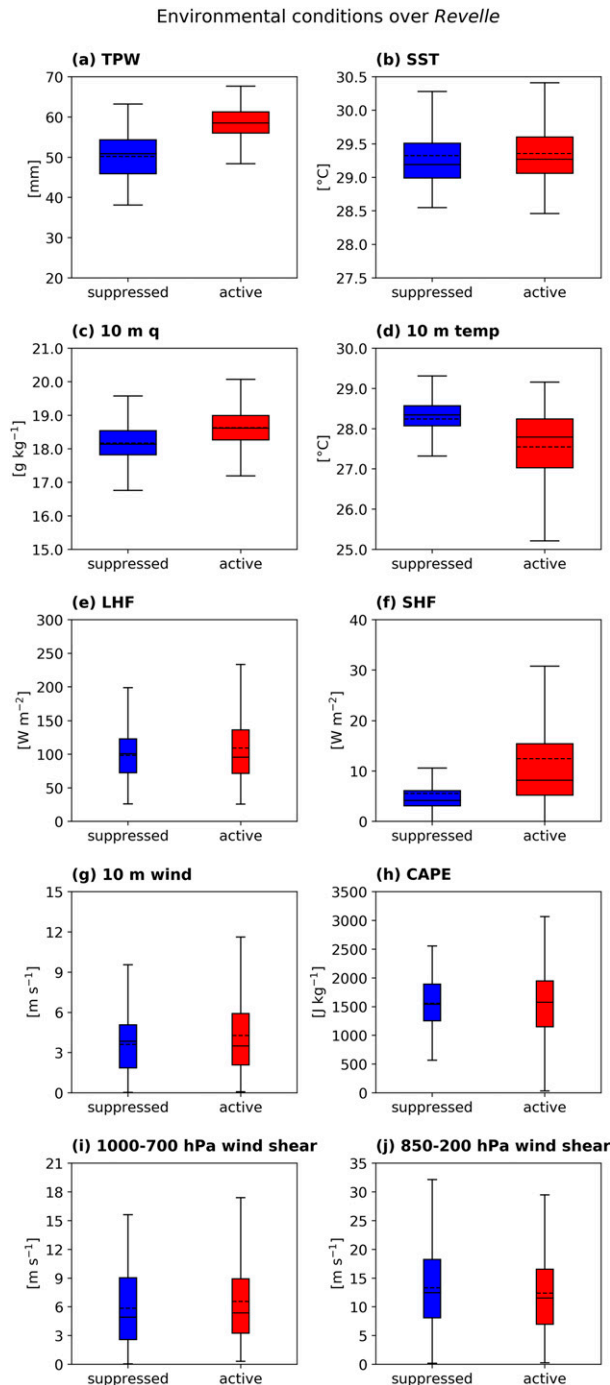 Environmental conditions over Revelle
(a) TPW
70
60
50
40
30
20
[mm]
suppressed active
(b) SST
30.5
30.0
29.5
29.0
28.5
28.0
27.5
[°C]
suppressed active
(c) 10 m q
21.0
20.0
19.0
18.0
17.0
16.0
15.0
[g kg⁻¹]
suppressed active
(d) 10 m temp
30.0
29.0
28.0
27.0
26.0
25.0
[°C]
suppressed active
(e) LHF
300
250
200
150
100
50
0
[W m⁻²]
suppressed active
(f) SHF
40
30
20
10
0
[W m⁻²]
suppressed active
(g) 10 m wind
15
12
9
6
3
0
[m s⁻¹]
suppressed active
(h) CAPE
3500
3000
2500
2000
1500
1000
500
0
[J kg⁻¹]
suppressed active
(i) 1000-700 hPa wind shear
21
18
15
12
9
6
3
0
[m s⁻¹]
suppressed active
(j) 850-200 hPa wind shear
35
30
25
20
15
10
5
0
[m s⁻¹]
suppressed active